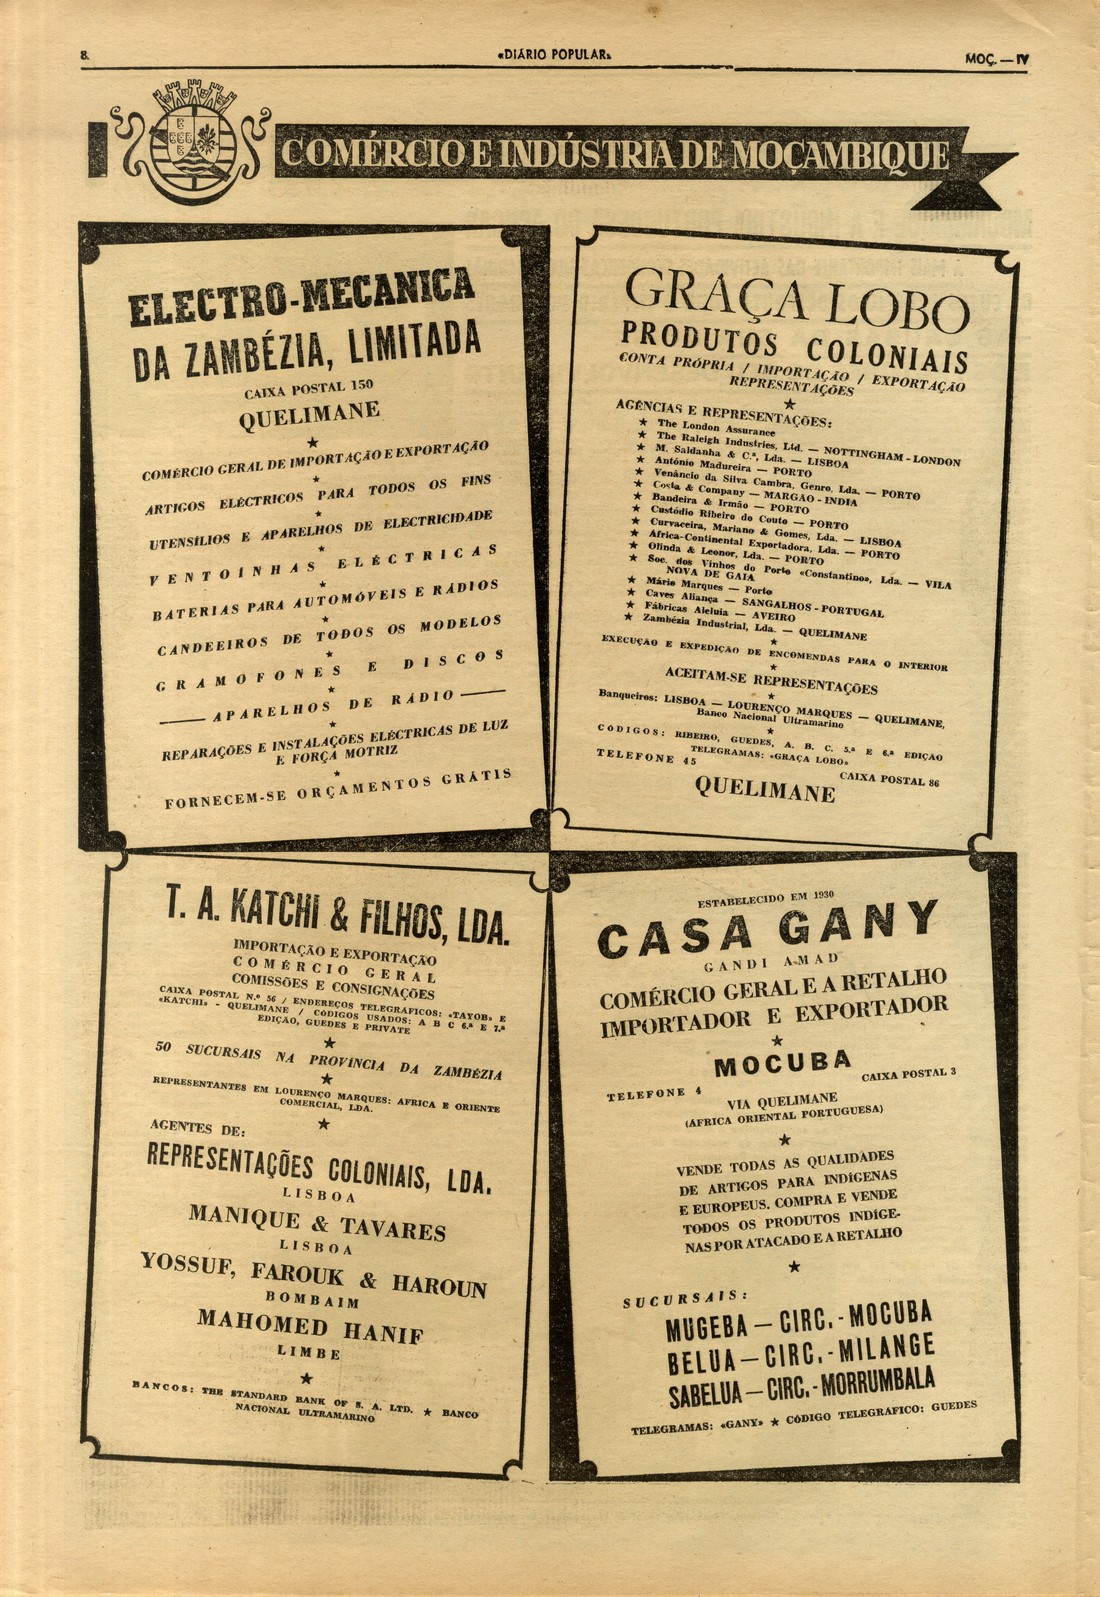 8.
«DIÁRIO POPULAR»
MOÇ. — IV
COMÉRCIO E INDÚSTRIA DE MOÇAMBIQUE
ELECTRO-MECANICA
DA ZAMBÉZIA, LIMITADA
CAIXA POSTAL 150
QUELIMANE
★
COMÉRCIO GERAL DE IMPORTAÇÃO E EXPORTAÇÃO
★
ARTIGOS ELÉCTRICOS PARA TODOS OS FINS
★
UTENSÍLIOS E APARELHOS DE ELECTRICIDADE
★
VENTOINHAS ELÉCTRICAS
★
BATERIAS PARA AUTOMÓVEIS E RÁDIOS
★
CANDEEIROS DE TODOS OS MODELOS
★
GRAMOFONES E DISCOS
★
APARELHOS DE RÁDIO
★
REPARAÇÕES E INSTALAÇÕES ELÉCTRICAS DE LUZ
E FORÇA MOTRIZ
★
FORNECEM-SE ORÇAMENTOS GRÁTIS
GRAÇA LOBO
PRODUTOS COLONIAIS
CONTA PRÓPRIA / IMPORTAÇÃO / EXPORTAÇÃO
REPRESENTAÇÕES
★
AGÊNCIAS E REPRESENTAÇÕES:
★ The London Assurance
★ The Raleigh Industries, Ltd. — NOTTINGHAM - LONDON
★ M. Saldanha & C.ª, Lda. — LISBOA
★ António Madureira — PORTO
★ Venâncio da Silva Cambra, Genro, Lda. — PORTO
★ Costa & Company — MARGÃO - INDIA
★ Bandeira & Irmão — PORTO
★ Custódio Ribeiro do Couto — PORTO
★ Curvaceira, Mariano & Gomes, Lda. — LISBOA
★ África-Continental Exportadora, Lda. — PORTO
★ Olinda & Leonor, Lda. — PORTO
★ Soc. dos Vinhos do Porto «Constantino», Lda. — VILA
NOVA DE GAIA
★ Mário Marques — Porto
★ Caves Aliança — SANGALHOS - PORTUGAL
★ Fábricas Aleluia — AVEIRO
★ Zambézia Industrial, Lda. — QUELIMANE
★
EXECUÇÃO E EXPEDIÇÃO DE ENCOMENDAS PARA O INTERIOR
★
ACEITAM-SE REPRESENTAÇÕES
★
Banqueiros: LISBOA — LOURENÇO MARQUES — QUELIMANE,
Banco Nacional Ultramarino
★
CÓDIGOS: RIBEIRO, GUEDES, A. B. C. 5.ª E 6.ª EDIÇÃO
TELEGRAMAS: «GRAÇA LOBO»
TELEFONE 45
CAIXA POSTAL 86
QUELIMANE
T. A. KATCHI & FILHOS, LDA.
IMPORTAÇÃO E EXPORTAÇÃO
COMÉRCIO GERAL
COMISSÕES E CONSIGNAÇÕES
CAIXA POSTAL N.º 56 / ENDEREÇOS TELEGRAFICOS: «TAYOB» E
«KATCHI» - QUELIMANE / CÓDIGOS USADOS: A B C 6.ª E 7.ª
EDIÇÃO, GUEDES E PRIVATE
★
50 SUCURSAIS NA PROVÍNCIA DA ZAMBÉZIA
★
REPRESENTANTES EM LOURENÇO MARQUES: AFRICA E ORIENTE
COMERCIAL, LDA.
★
AGENTES DE:
REPRESENTAÇÕES COLONIAIS, LDA.
LISBOA
MANIQUE & TAVARES
LISBOA
YOSSUF, FAROUK & HAROUN
BOMBAIM
MAHOMED HANIF
LIMBE
★
BANCOS: THE STANDARD BANK OF S. A. LTD. ★ BANCO
NACIONAL ULTRAMARINO
ESTABELECIDO EM 1930
CASA GANY
GANDI AMAD
COMÉRCIO GERAL E A RETALHO
IMPORTADOR E EXPORTADOR
★
MOCUBA
TELEFONE 4
CAIXA POSTAL 3
VIA QUELIMANE
(AFRICA ORIENTAL PORTUGUESA)
★
VENDE TODAS AS QUALIDADES
DE ARTIGOS PARA INDÍGENAS
E EUROPEUS. COMPRA E VENDE
TODOS OS PRODUTOS INDÍGE-
NAS POR ATACADO E A RETALHO
★
SUCURSAIS:
MUGEBA — CIRC. - MOCUBA
BELUA — CIRC. - MILANGE
SABELUA — CIRC. - MORRUMBALA
TELEGRAMAS: «GANY» ★ CÓDIGO TELEGRAFICO: GUEDES